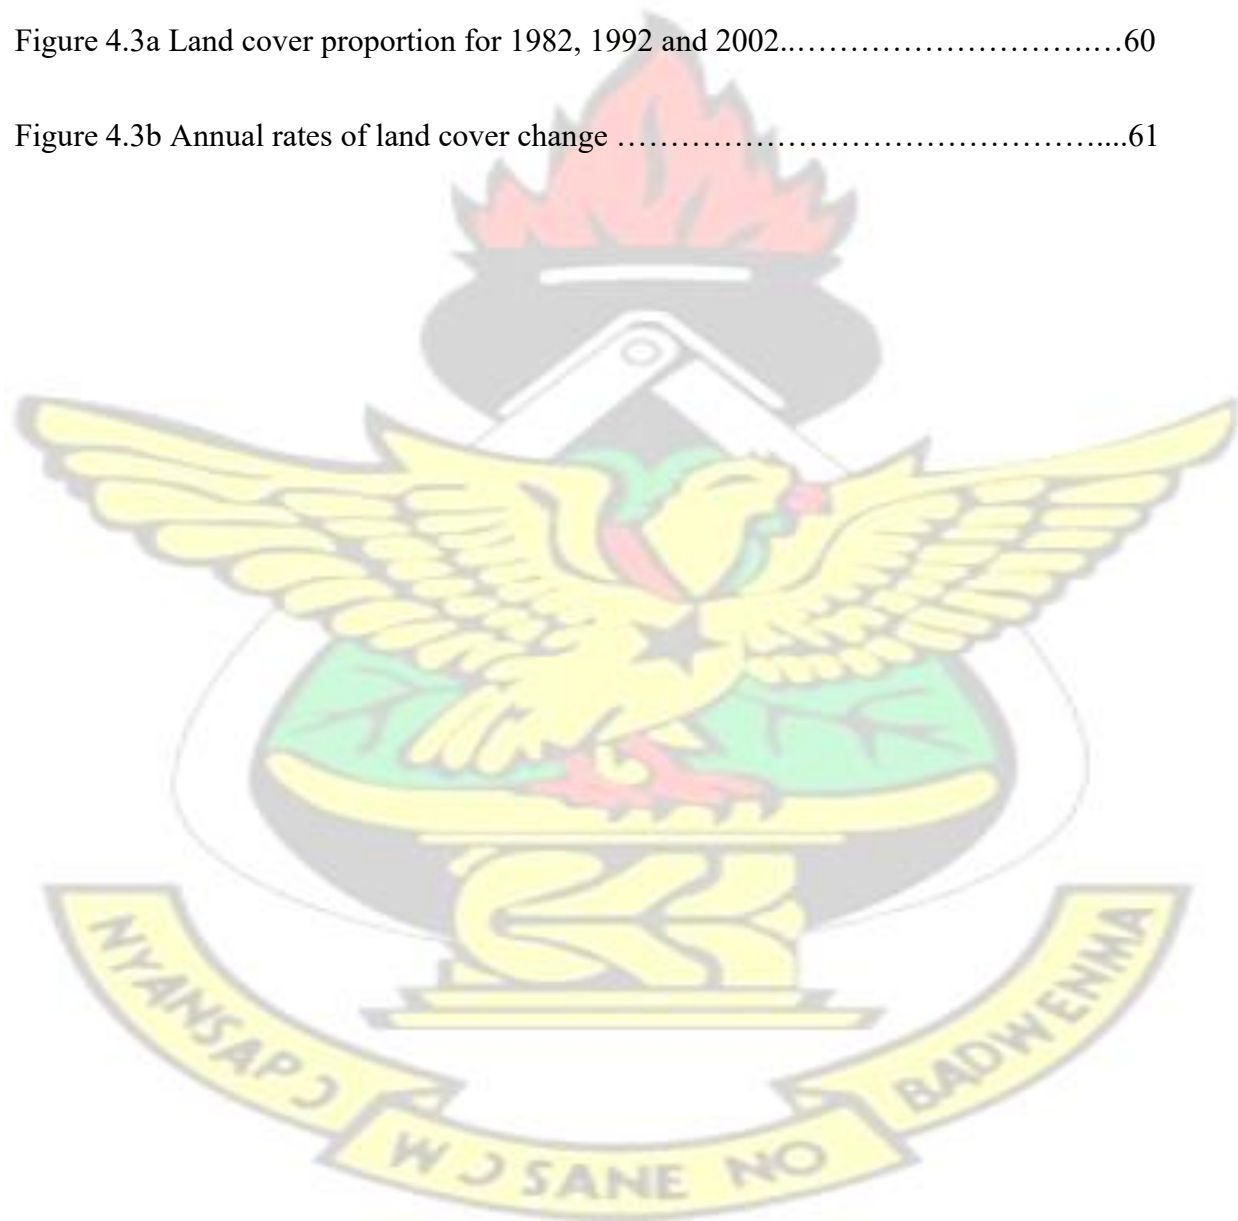 Figure 4.3a Land cover proportion for 1982, 1992 and 2002..……………………….…60
Figure 4.3b Annual rates of land cover change ………………………………………....61
NYANSAPƆ
WƆSANE NO
BADWENMA